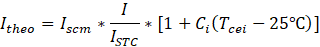 I_theo = I_scm * I/I_STC * [1 + C_i(T_cei − 25℃)]